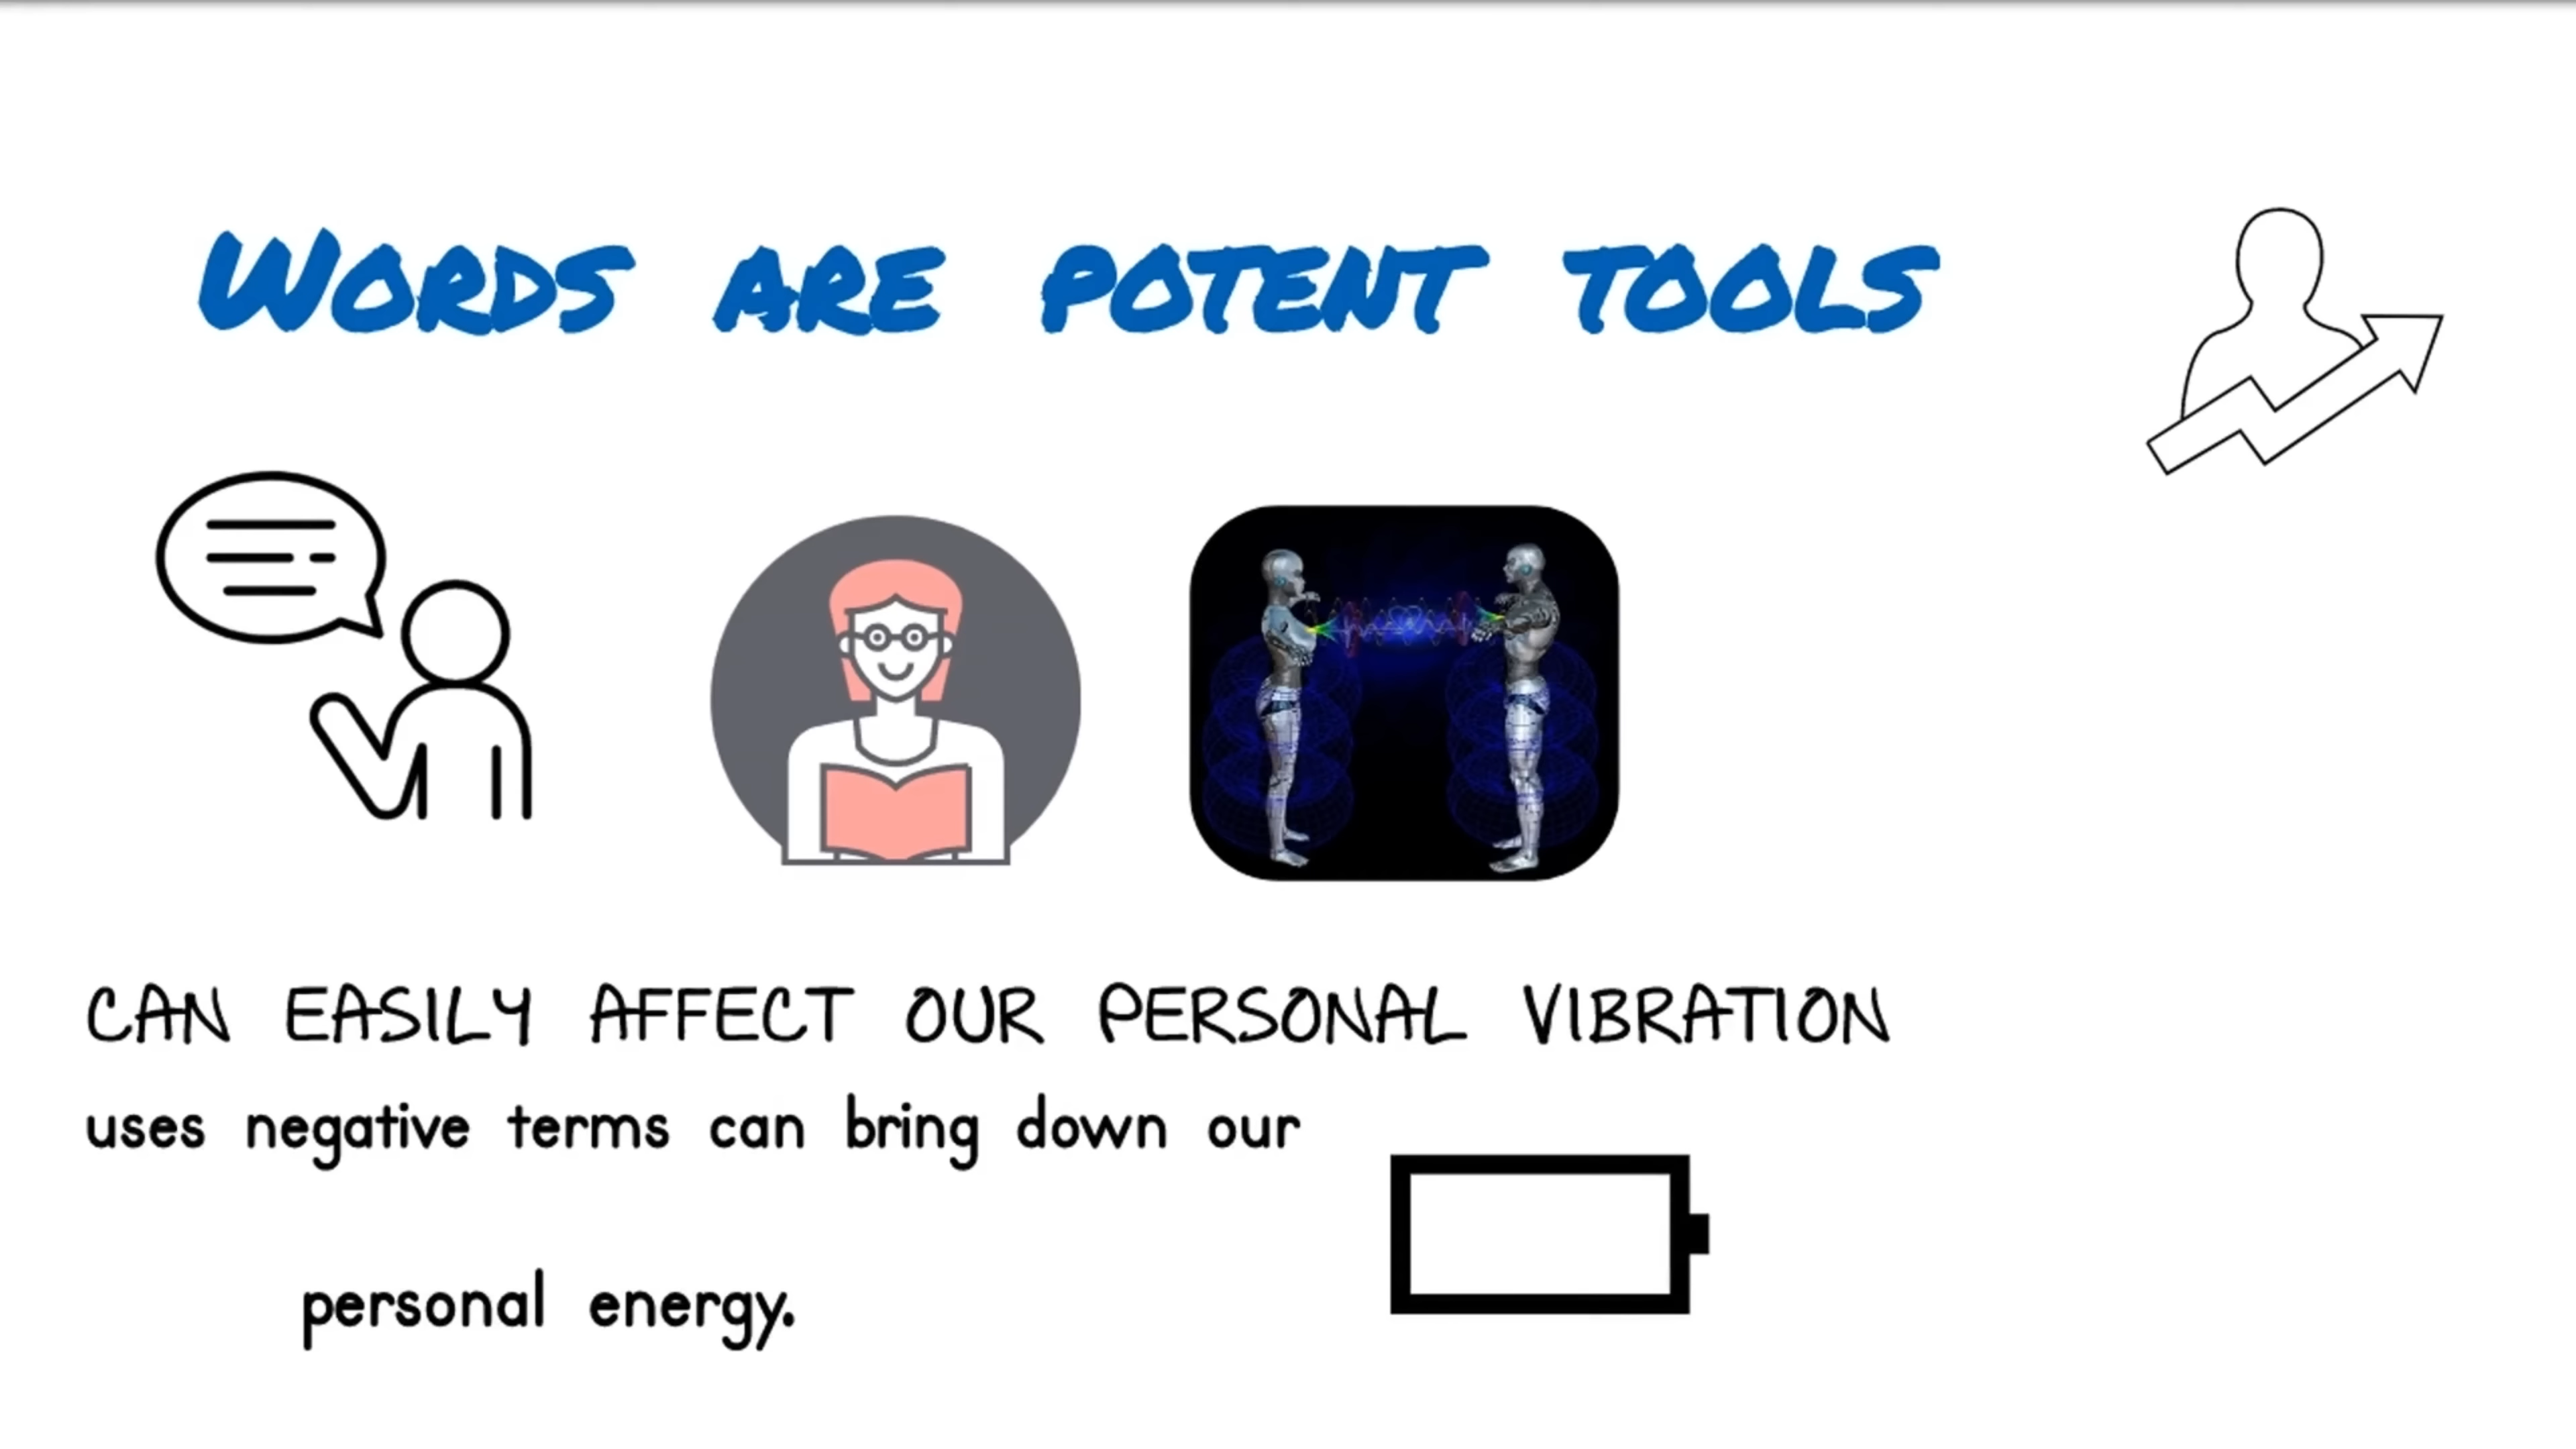 Words are potent tools
CAN EASILY AFFECT OUR PERSONAL VIBRATION
uses negative terms can bring down our
personal energy.